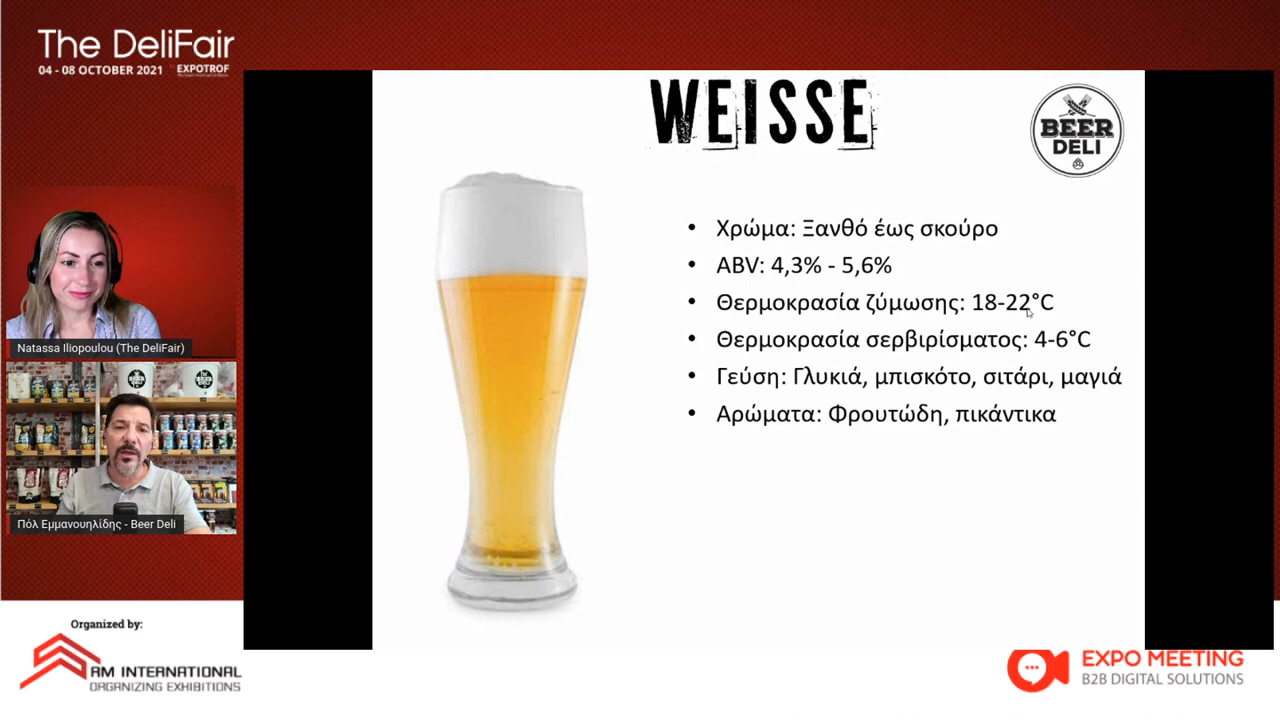 The DeliFair
04 - 08 OCTOBER 2021 EXPOTROF
WEISSE
BEER
DELI
• Χρώμα: Ξανθό έως σκούρο
• ABV: 4,3% - 5,6%
• Θερμοκρασία ζύμωσης: 18-22°C
• Θερμοκρασία σερβιρίσματος: 4-6°C
• Γεύση: Γλυκιά, μπισκότο, σιτάρι, μαγιά
• Αρώματα: Φρουτώδη, πικάντικα
Natassa Iliopoulou (The DeliFair)
Πόλ Εμμανουηλίδης - Beer Deli
Organized by:
AM INTERNATIONAL
ORGANIZING EXHIBITIONS
EXPO MEETING
B2B DIGITAL SOLUTIONS